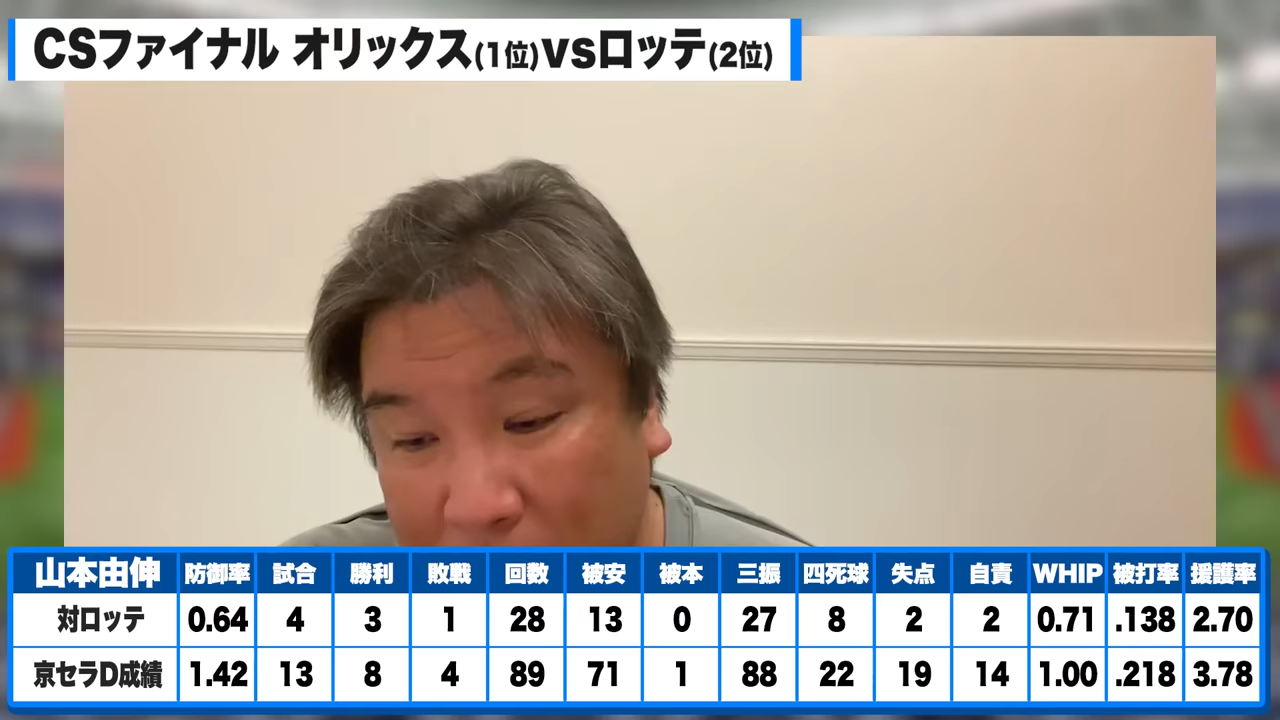 CSファイナル オリックス(1位)vsロッテ(2位)
山本由伸 防御率 試合 勝利 敗戦 回数 被安 被本 三振 四死球 失点 自責 WHIP 被打率 援護率
対ロッテ 0.64 4 3 1 28 13 0 27 8 2 2 0.71 .138 2.70
京セラD成績 1.42 13 8 4 89 71 1 88 22 19 14 1.00 .218 3.78